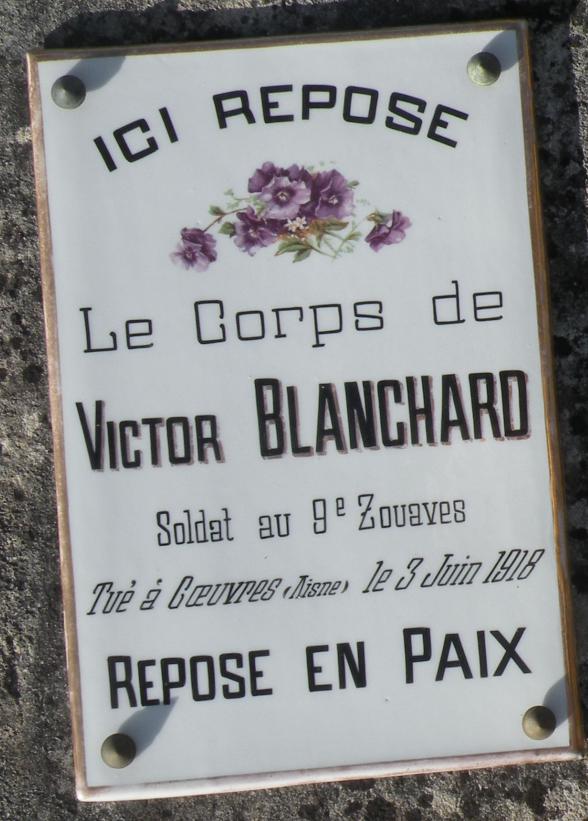 ICI REPOSE
Le Corps de
VICTOR BLANCHARD
Soldat au 9e Zouaves
Tué à Cœuvres (Aisne) le 3 Juin 1918
REPOSE EN PAIX